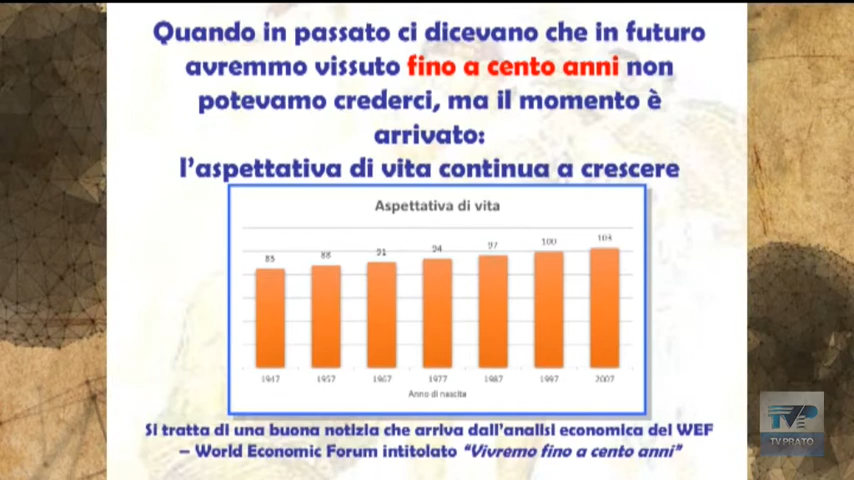 Quando in passato ci dicevano che in futuro
avremmo vissuto fino a cento anni non
potevamo crederci, ma il momento è
arrivato:
l'aspettativa di vita continua a crescere
Aspettativa di vita
85 88 91 94 97 100 103
1947 1957 1967 1977 1987 1997 2007
Anno di nascita
Si tratta di una buona notizia che arriva dall'analisi economica del WEF
– World Economic Forum intitolato "Vivremo fino a cento anni"
TVP
TV PRATO